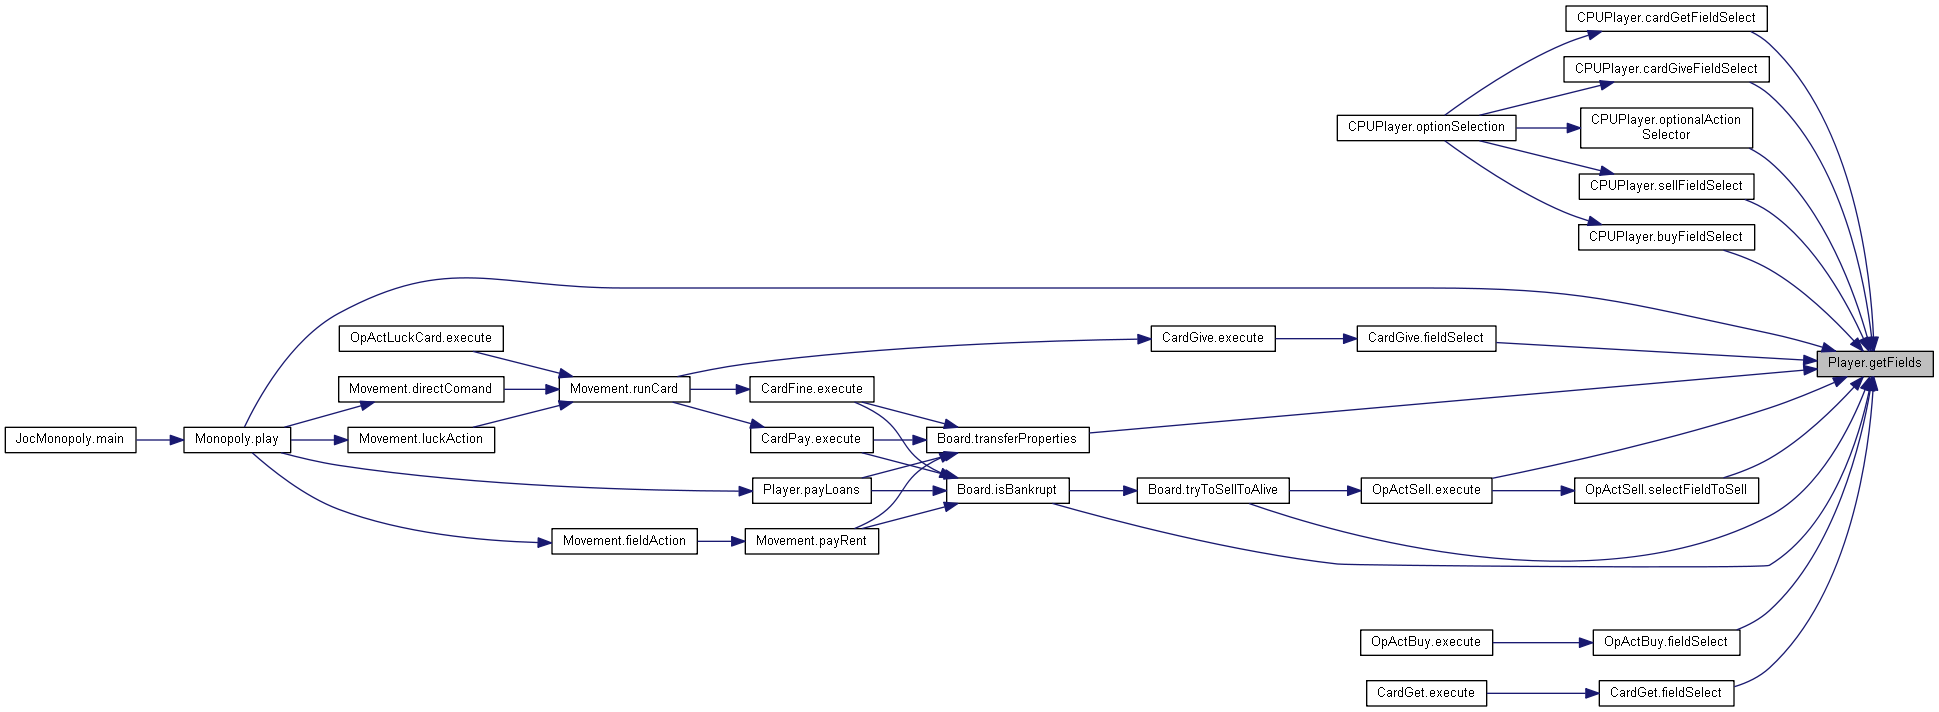 CPUPlayer.cardGetFieldSelect
CPUPlayer.cardGiveFieldSelect
CPUPlayer.optionSelection
CPUPlayer.optionalAction
Selector
CPUPlayer.sellFieldSelect
CPUPlayer.buyFieldSelect
OpActLuckCard.execute
CardGive.execute
CardGive.fieldSelect
Player.getFields
Movement.directComand
Movement.runCard
CardFine.execute
JocMonopoly.main
Monopoly.play
Movement.luckAction
CardPay.execute
Board.transferProperties
Player.payLoans
Board.isBankrupt
Board.tryToSellToAlive
OpActSell.execute
OpActSell.selectFieldToSell
Movement.fieldAction
Movement.payRent
OpActBuy.execute
OpActBuy.fieldSelect
CardGet.execute
CardGet.fieldSelect